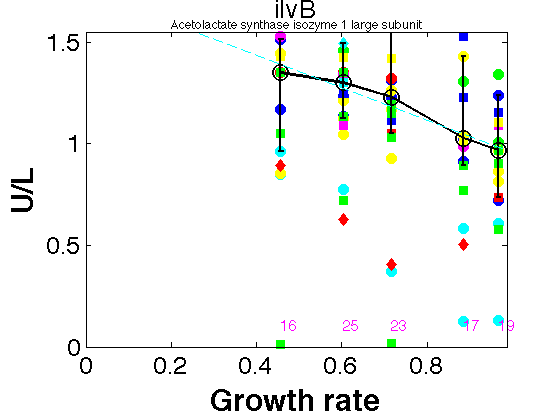 ilvB
Acetolactate synthase isozyme 1 large subunit
1.5
1
0.5
0
U/L
16 25 23 17 19
0 0.2 0.4 0.6 0.8
Growth rate